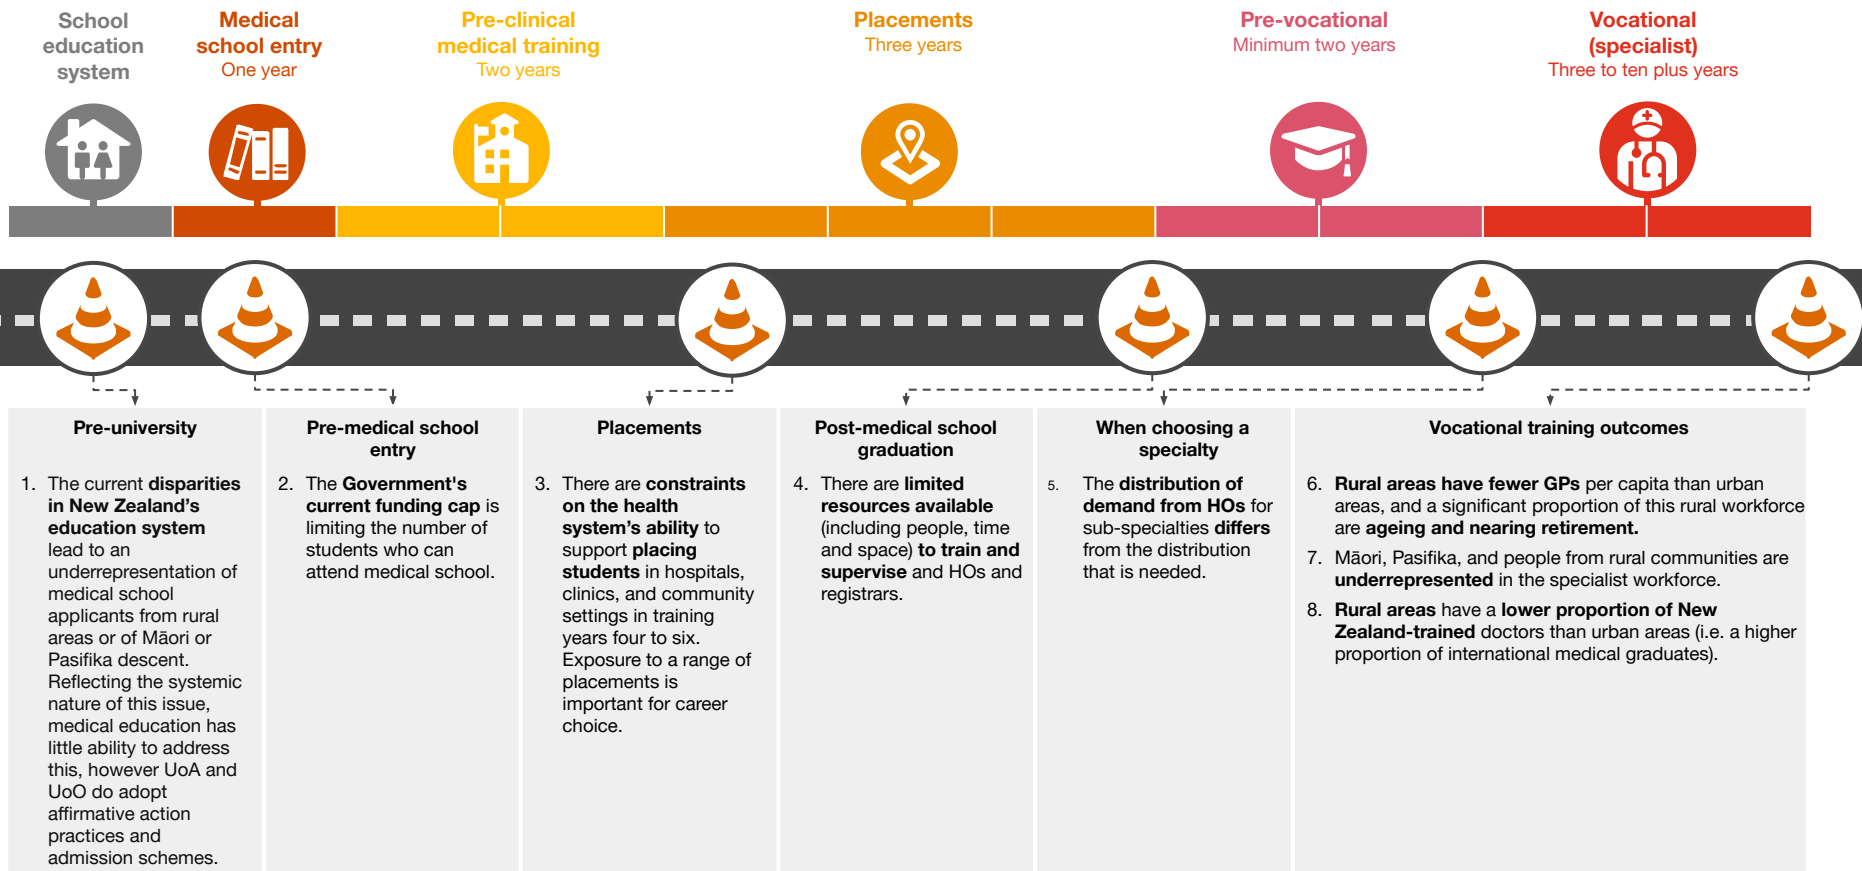 School
education
system
Medical
school entry
One year
Pre-clinical
medical training
Two years
Placements
Three years
Pre-vocational
Minimum two years
Vocational
(specialist)
Three to ten plus years
Pre-university
1. The current disparities
in New Zealand's
education system
lead to an
underrepresentation of
medical school
applicants from rural
areas or of Māori or
Pasifika descent.
Reflecting the systemic
nature of this issue,
medical education has
little ability to address
this, however UoA and
UoO do adopt
affirmative action
practices and
admission schemes.
Pre-medical school
entry
2. The Government's
current funding cap is
limiting the number of
students who can
attend medical school.
Placements
3. There are constraints
on the health
system's ability to
support placing
students in hospitals,
clinics, and community
settings in training
years four to six.
Exposure to a range of
placements is
important for career
choice.
Post-medical school
graduation
4. There are limited
resources available
(including people, time
and space) to train and
supervise and HOs and
registrars.
When choosing a
specialty
5. The distribution of
demand from HOs for
sub-specialties differs
from the distribution
that is needed.
Vocational training outcomes
6. Rural areas have fewer GPs per capita than urban
areas, and a significant proportion of this rural workforce
are ageing and nearing retirement.
7. Māori, Pasifika, and people from rural communities are
underrepresented in the specialist workforce.
8. Rural areas have a lower proportion of New
Zealand-trained doctors than urban areas (i.e. a higher
proportion of international medical graduates).